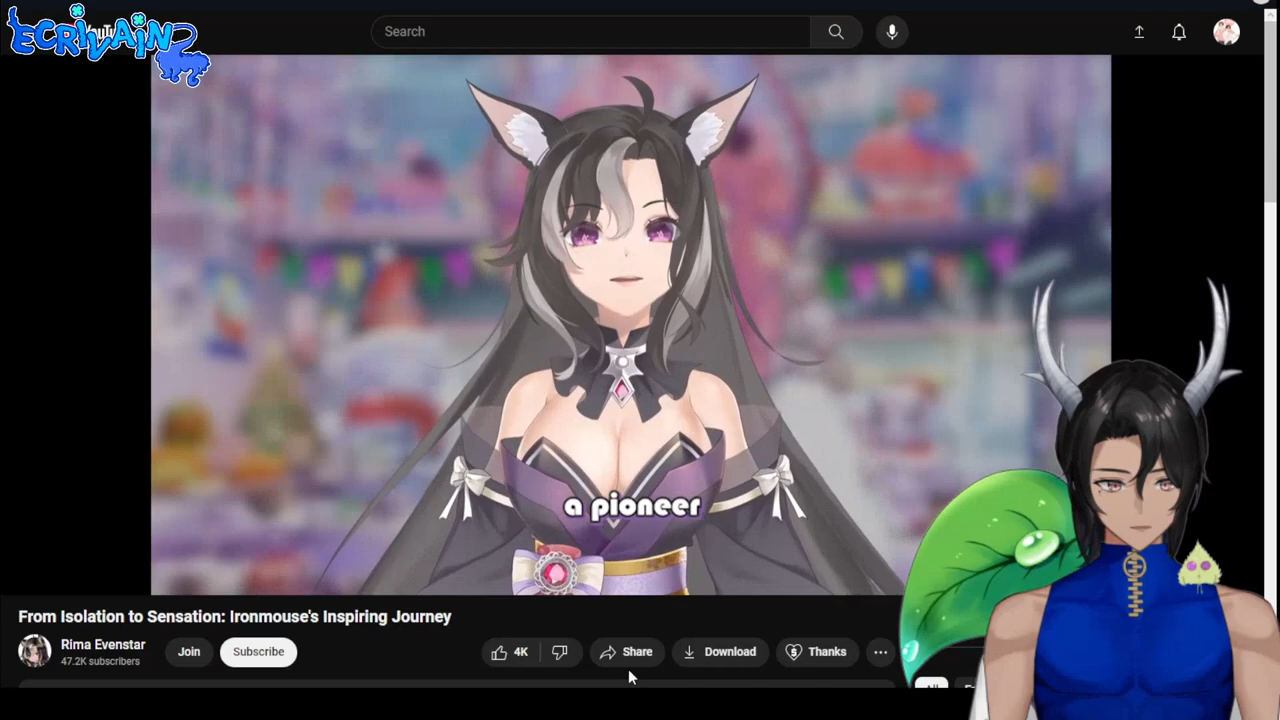 ECRIVAIN
Search
a pioneer
From Isolation to Sensation: Ironmouse's Inspiring Journey
Rima Evenstar
47.2K subscribers
Join
Subscribe
4K
Share
Download
Thanks
All